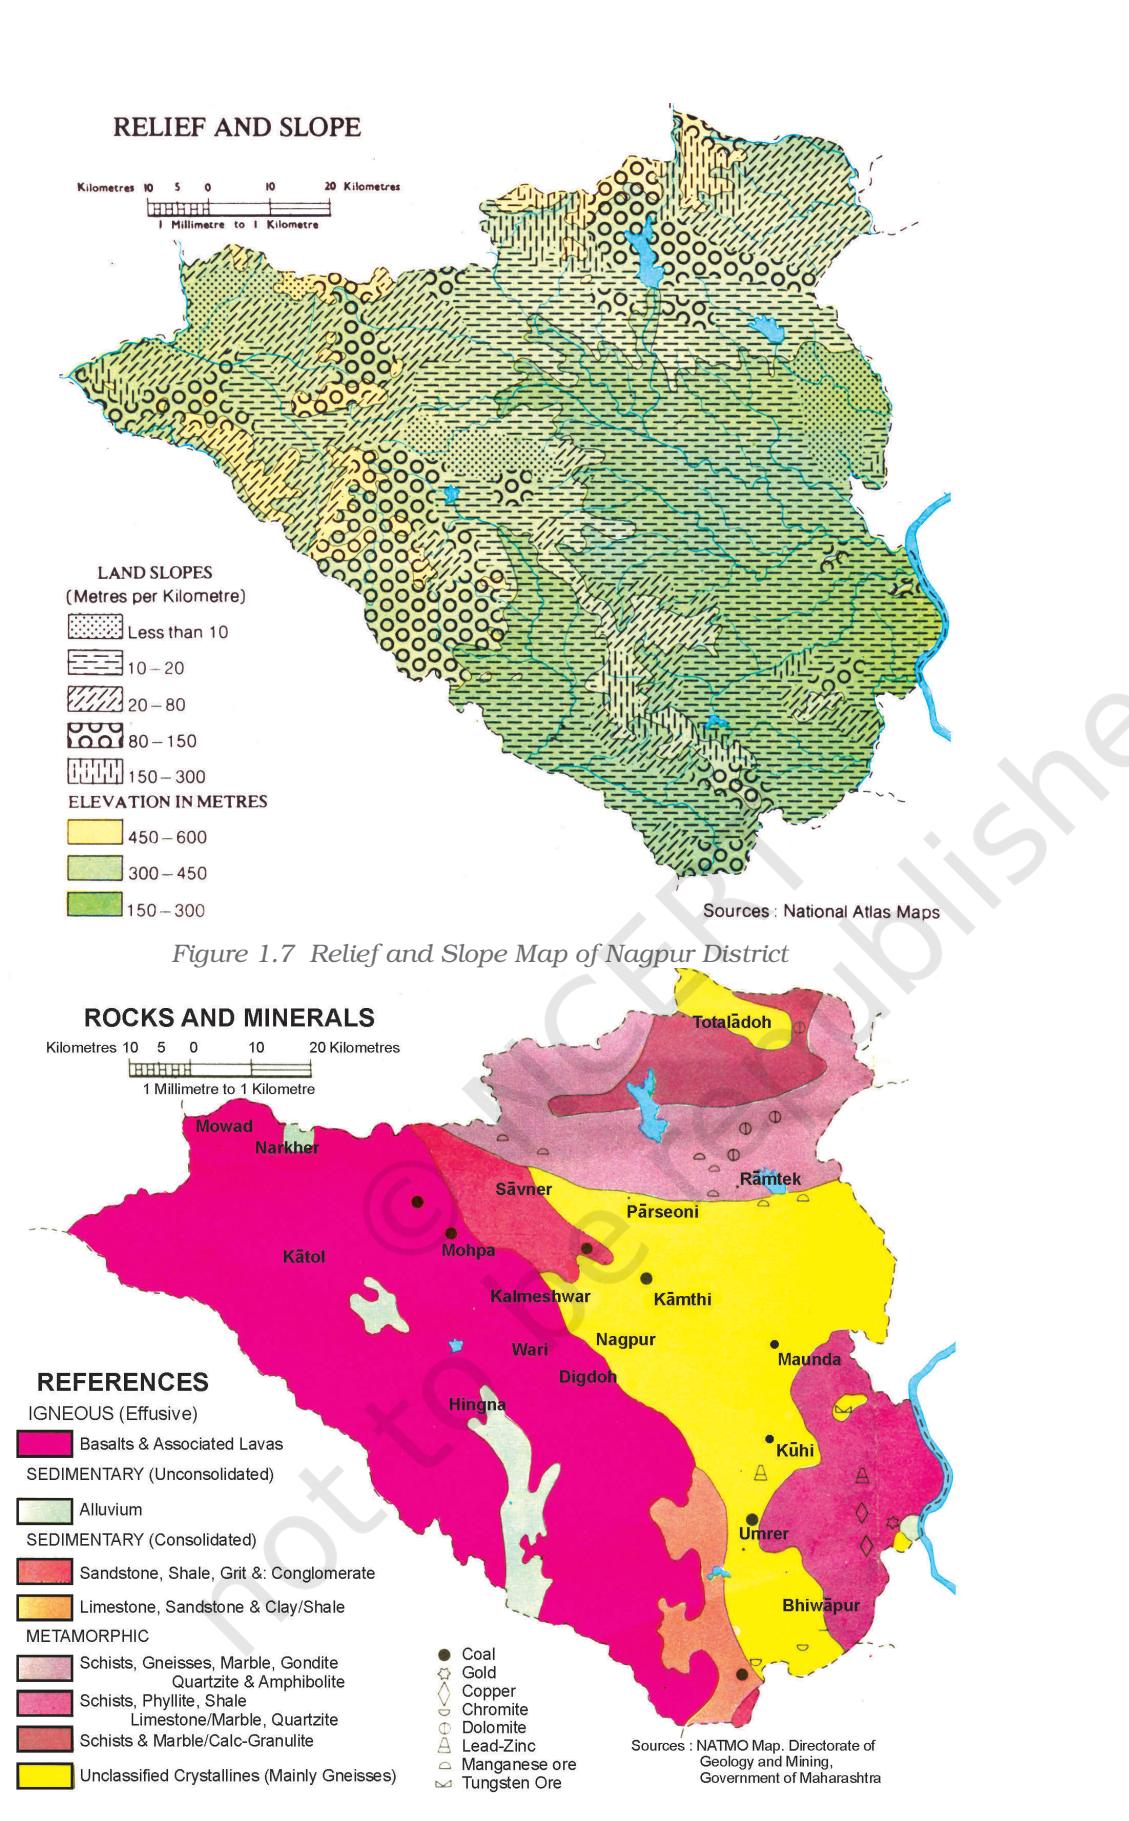 RELIEF AND SLOPE
Kilometres 10 5 0 10 20 Kilometres
1 Millimetre to 1 Kilometre
LAND SLOPES
(Metres per Kilometre)
Less than 10
10–20
20–80
80–150
150–300
ELEVATION IN METRES
450–600
300–450
150–300
Sources : National Atlas Maps
Figure 1.7 Relief and Slope Map of Nagpur District
ROCKS AND MINERALS
Kilometres 10 5 0 10 20 Kilometres
1 Millimetre to 1 Kilometre
Totalādoh
Mowad
Narkher
Sāvner
Rāmtek
Pārseoni
Mohpa
Kātol
Kalmeshwar
Kāmthi
Nagpur
Wari
Digdoh
Maunda
Hingna
Kūhi
Umrer
Bhiwāpur
REFERENCES
IGNEOUS (Effusive)
Basalts & Associated Lavas
SEDIMENTARY (Unconsolidated)
Alluvium
SEDIMENTARY (Consolidated)
Sandstone, Shale, Grit &: Conglomerate
Limestone, Sandstone & Clay/Shale
METAMORPHIC
Schists, Gneisses, Marble, Gondite
Quartzite & Amphibolite
Schists, Phyllite, Shale
Limestone/Marble, Quartzite
Schists & Marble/Calc-Granulite
Unclassified Crystallines (Mainly Gneisses)
Coal
Gold
Copper
Chromite
Dolomite
Lead-Zinc
Manganese ore
Tungsten Ore
Sources : NATMO Map. Directorate of
Geology and Mining,
Government of Maharashtra
© NCERT
not to be republishe